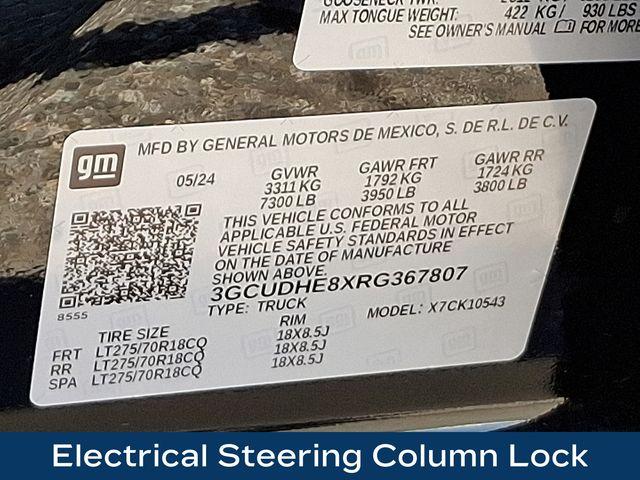 MAX TONGUE WEIGHT: 422 KG / 930 LBS
SEE OWNER'S MANUAL FOR MORE
gm
MFD BY GENERAL MOTORS DE MEXICO, S. DE R.L. DE C.V.
05/24 GVWR GAWR FRT GAWR RR
3311 KG 1792 KG 1724 KG
7300 LB 3950 LB 3800 LB
THIS VEHICLE CONFORMS TO ALL
APPLICABLE U.S. FEDERAL MOTOR
VEHICLE SAFETY STANDARDS IN EFFECT
ON THE DATE OF MANUFACTURE
SHOWN ABOVE.
3GCUDHE8XRG367807
TYPE: TRUCK MODEL: X7CK10543
8555
TIRE SIZE RIM
FRT LT275/70R18CQ 18X8.5J
RR LT275/70R18CQ 18X8.5J
SPA LT275/70R18CQ 18X8.5J
Electrical Steering Column Lock